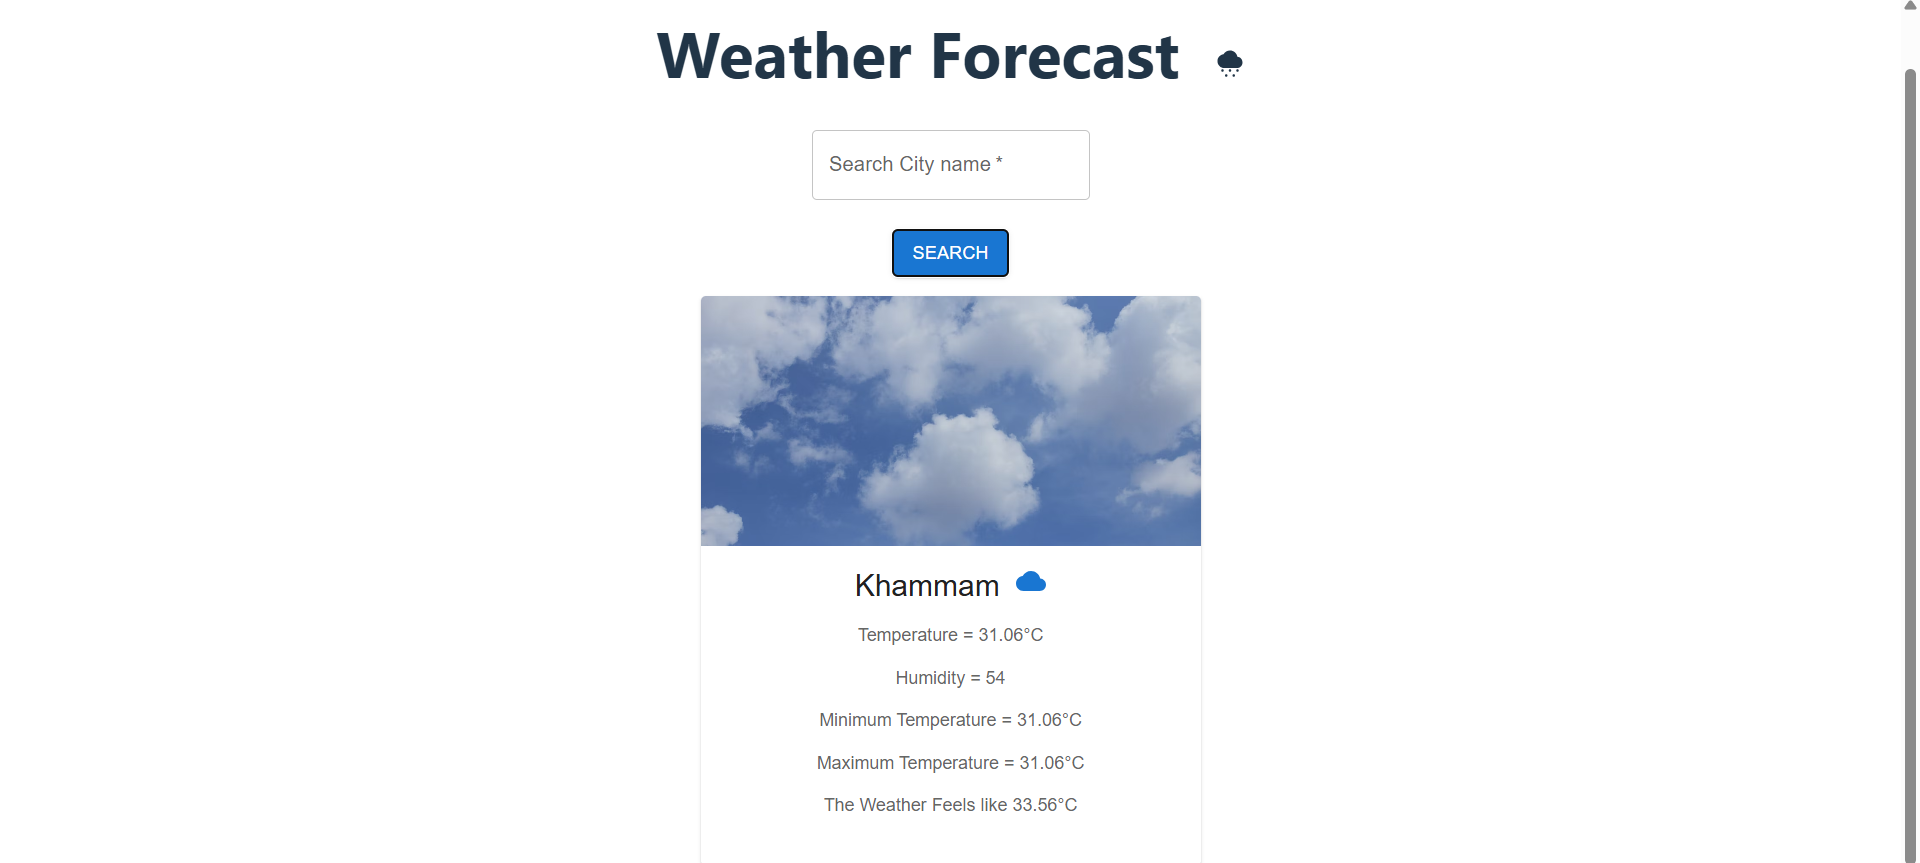 Weather Forecast
Search City name *
SEARCH
Khammam
Temperature = 31.06°C
Humidity = 54
Minimum Temperature = 31.06°C
Maximum Temperature = 31.06°C
The Weather Feels like 33.56°C